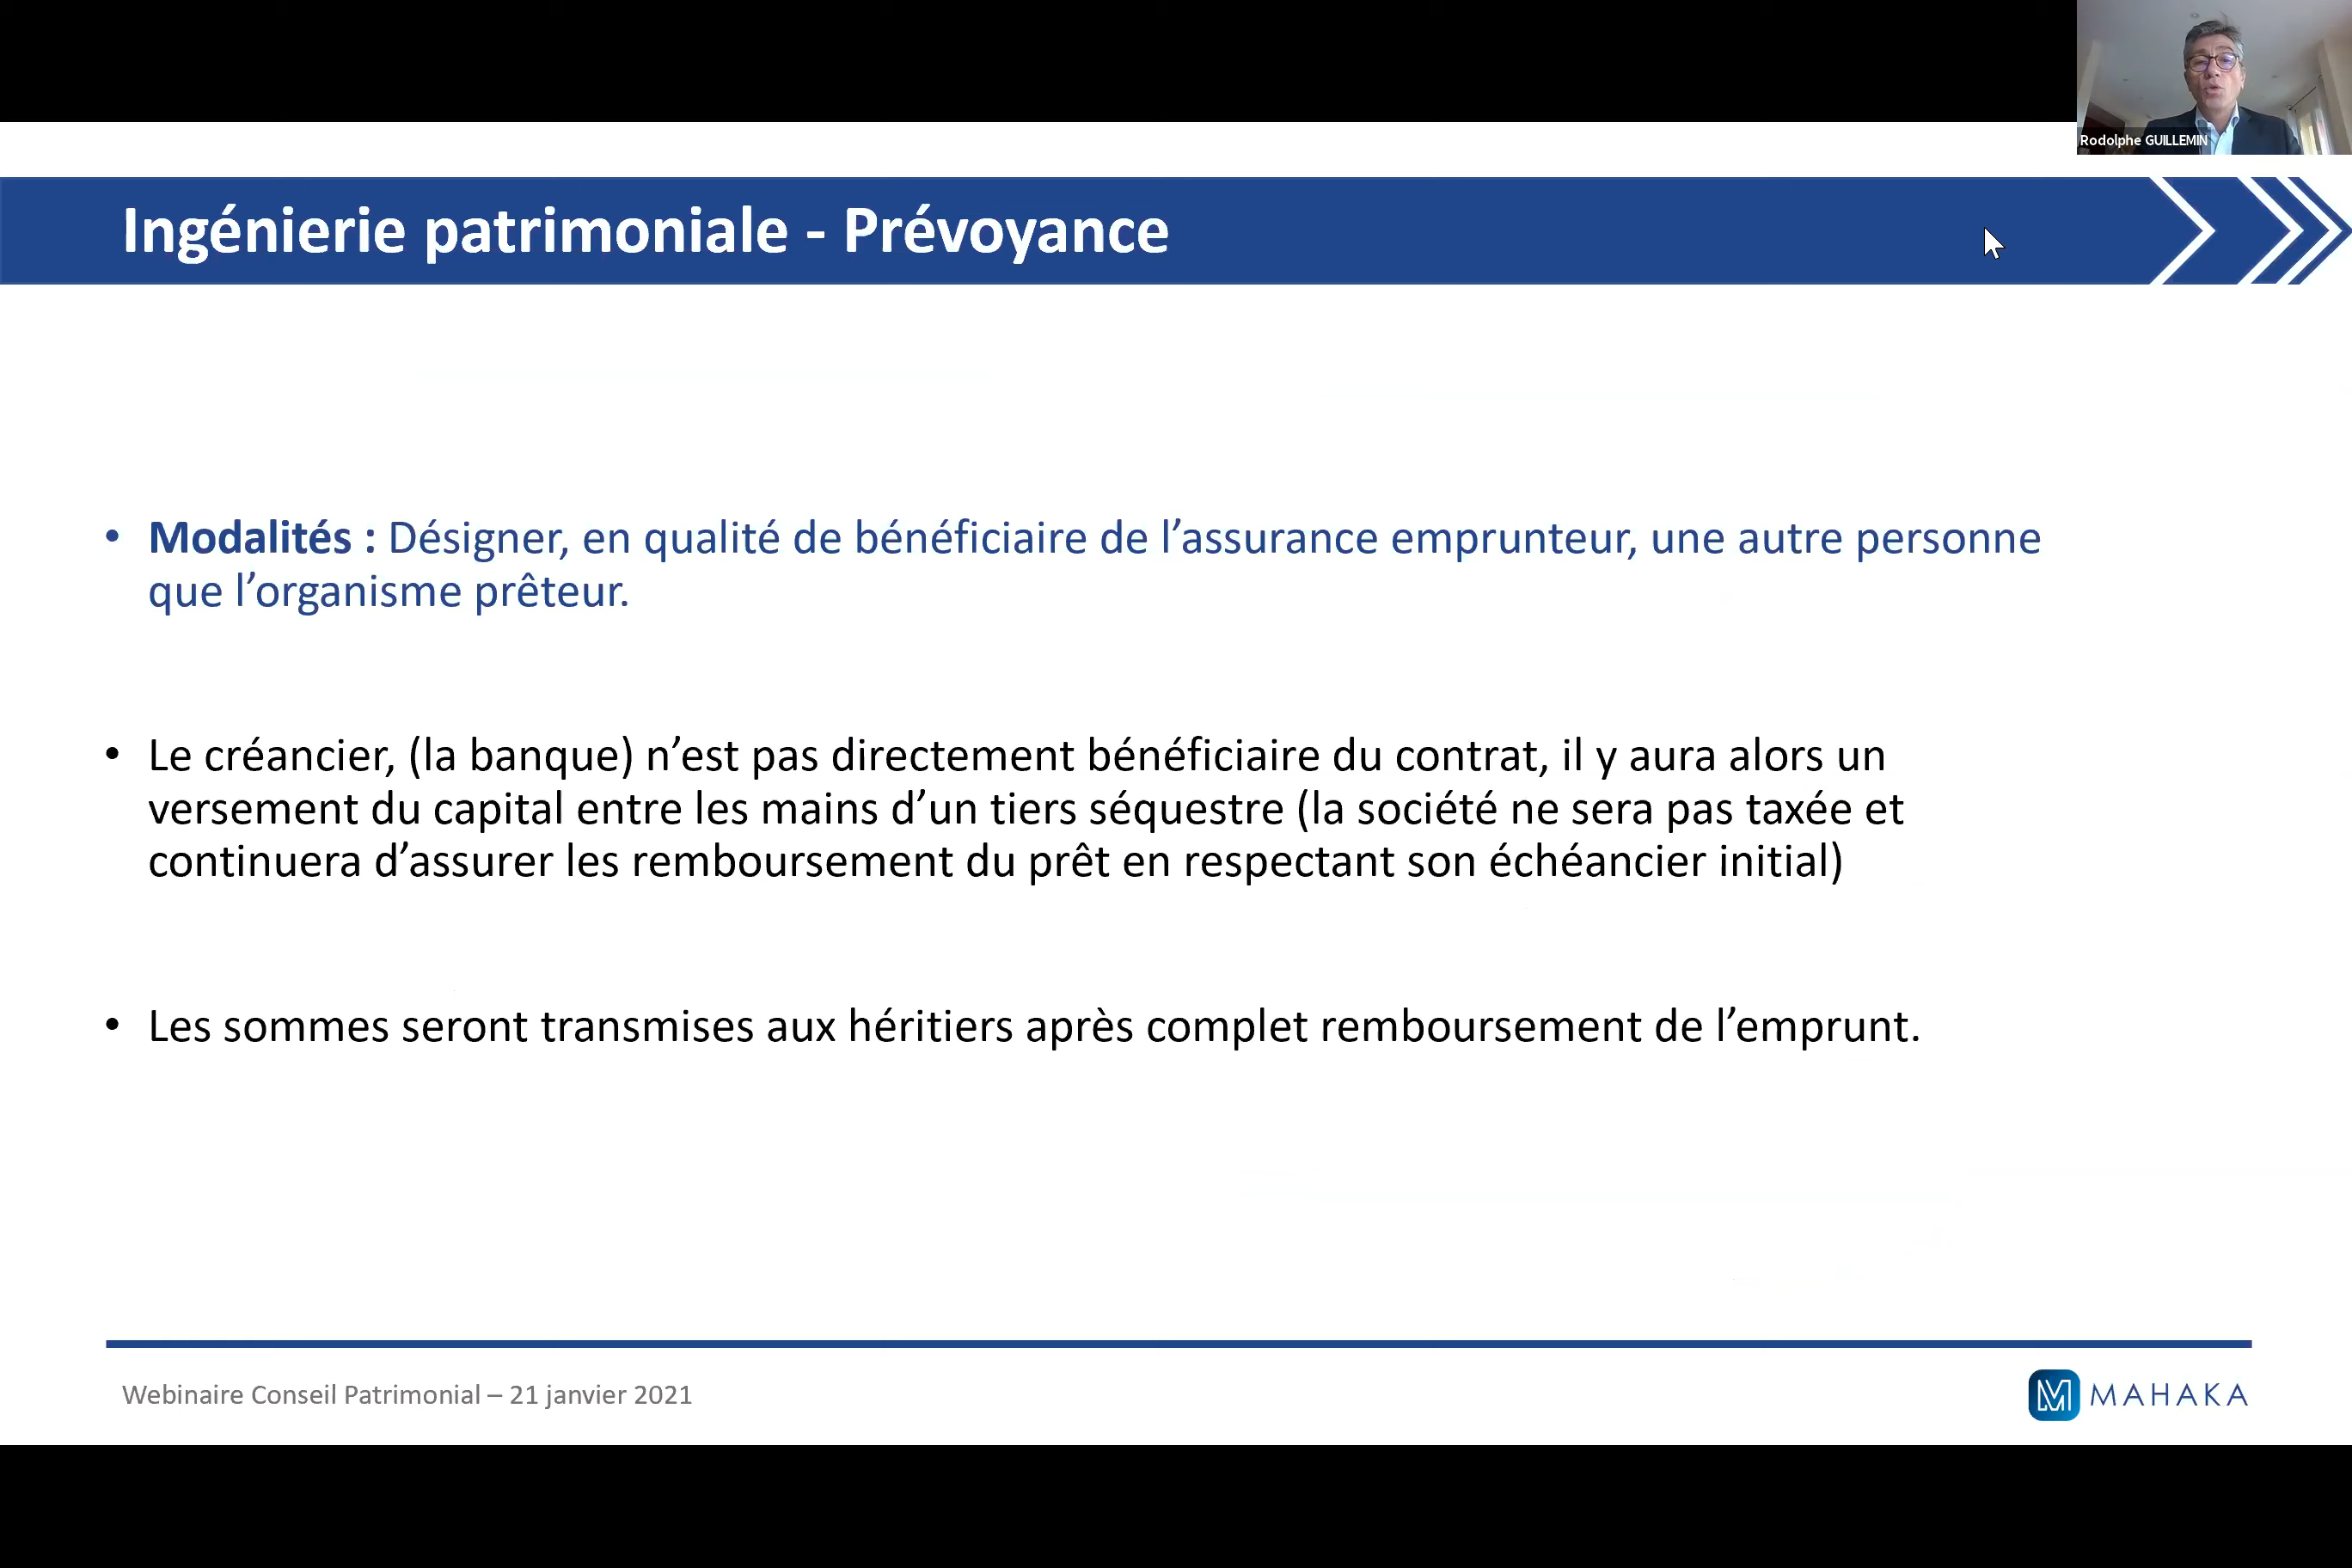 Rodolphe GUILLEMIN
Ingénierie patrimoniale - Prévoyance
• Modalités : Désigner, en qualité de bénéficiaire de l’assurance emprunteur, une autre personne
que l’organisme prêteur.
• Le créancier, (la banque) n’est pas directement bénéficiaire du contrat, il y aura alors un
versement du capital entre les mains d’un tiers séquestre (la société ne sera pas taxée et
continuera d’assurer les remboursement du prêt en respectant son échéancier initial)
• Les sommes seront transmises aux héritiers après complet remboursement de l’emprunt.
Webinaire Conseil Patrimonial – 21 janvier 2021
MAHAKA